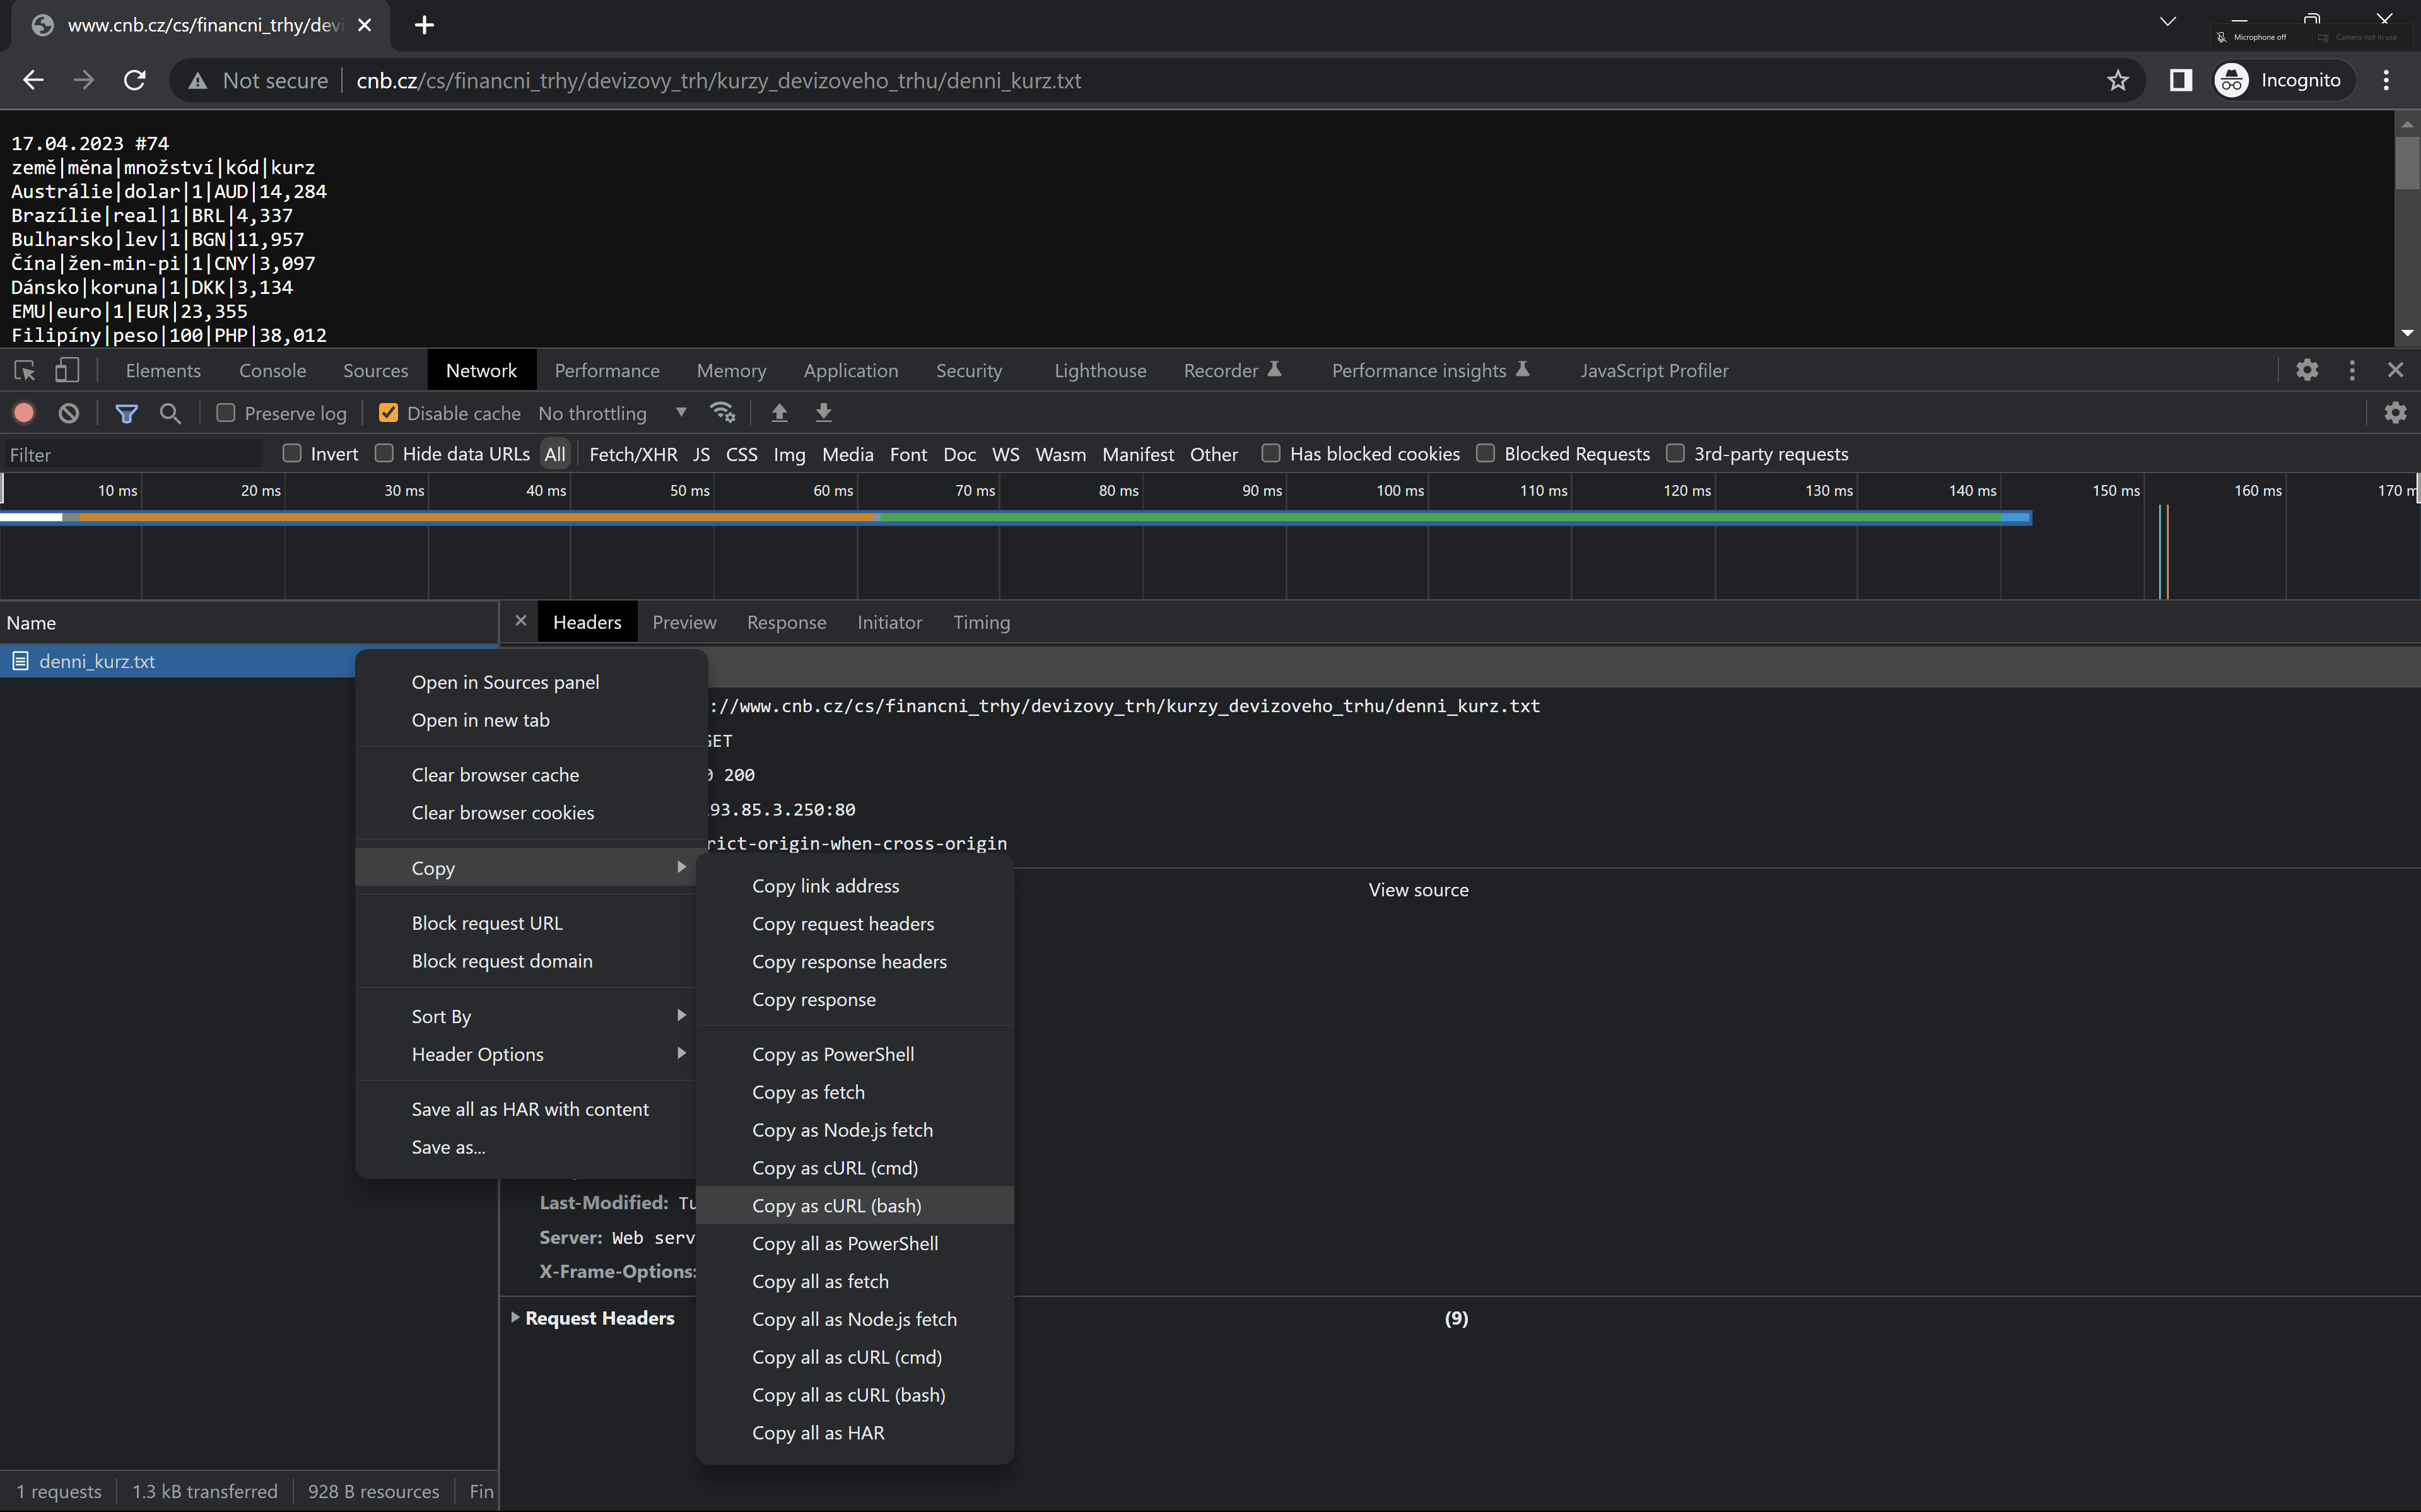 www.cnb.cz/cs/financni_trhy/devi
Microphone off
Camera not in use
Not secure
cnb.cz/cs/financni_trhy/devizovy_trh/kurzy_devizoveho_trhu/denni_kurz.txt
Incognito
17.04.2023 #74
země|měna|množství|kód|kurz
Austrálie|dolar|1|AUD|14,284
Brazílie|real|1|BRL|4,337
Bulharsko|lev|1|BGN|11,957
Čína|žen-min-pi|1|CNY|3,097
Dánsko|koruna|1|DKK|3,134
EMU|euro|1|EUR|23,355
Filipíny|peso|100|PHP|38,012
Elements Console Sources Network Performance Memory Application Security Lighthouse Recorder Performance insights JavaScript Profiler
Preserve log Disable cache No throttling
Filter Invert Hide data URLs All Fetch/XHR JS CSS Img Media Font Doc WS Wasm Manifest Other Has blocked cookies Blocked Requests 3rd-party requests
10 ms 20 ms 30 ms 40 ms 50 ms 60 ms 70 ms 80 ms 90 ms 100 ms 110 ms 120 ms 130 ms 140 ms 150 ms 160 ms 170 m
Name
Headers Preview Response Initiator Timing
denni_kurz.txt
Open in Sources panel
Open in new tab
Clear browser cache
Clear browser cookies
Copy
Block request URL
Block request domain
Sort By
Header Options
Save all as HAR with content
Save as...
://www.cnb.cz/cs/financni_trhy/devizovy_trh/kurzy_devizoveho_trhu/denni_kurz.txt
GET
200
93.85.3.250:80
rict-origin-when-cross-origin
View source
Copy link address
Copy request headers
Copy response headers
Copy response
Copy as PowerShell
Copy as fetch
Copy as Node.js fetch
Copy as cURL (cmd)
Copy as cURL (bash)
Copy all as PowerShell
Copy all as fetch
Copy all as Node.js fetch
Copy all as cURL (cmd)
Copy all as cURL (bash)
Copy all as HAR
Last-Modified: Tu
Server: Web serv
X-Frame-Options:
Request Headers (9)
1 requests 1.3 kB transferred 928 B resources Fin